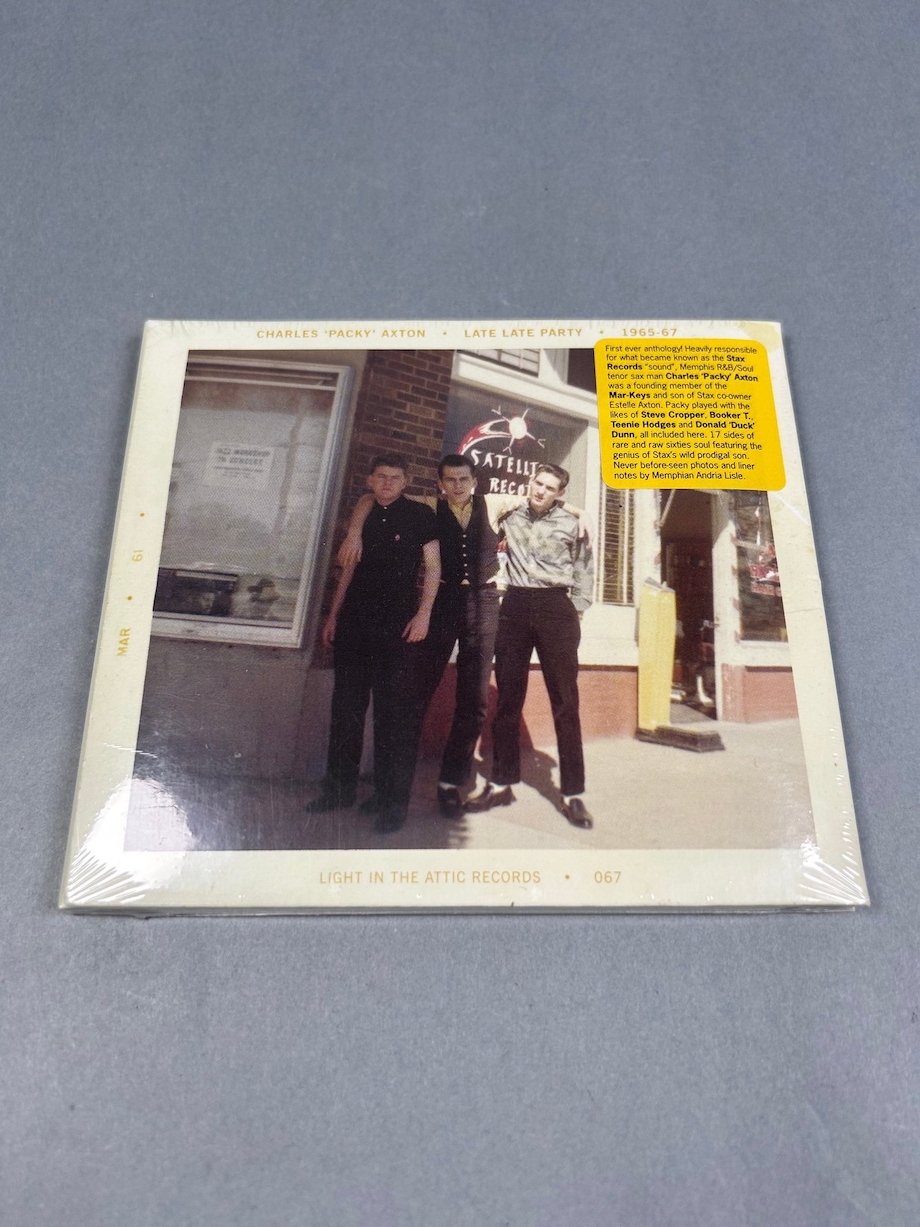 CHARLES ‘PACKY’ AXTON • LATE LATE PARTY • 1965-67
First ever anthology! Heavily responsible
for what became known as the Stax
Records "sound", Memphis R&B/Soul
tenor sax man Charles ‘Packy’ Axton
was a founding member of the
Mar-Keys and son of Stax co-owner
Estelle Axton. Packy played with the
likes of Steve Cropper, Booker T.,
Teenie Hodges and Donald ‘Duck’
Dunn, all included here. 17 sides of
rare and raw sixties soul featuring the
genius of Stax's wild prodigal son.
Never before-seen photos and liner
notes by Memphian Andria Lisle.
JAZZ WORKSHOP
IN CONCERT
SATELLIT
RECO
MAR • 61 •
LIGHT IN THE ATTIC RECORDS • 067